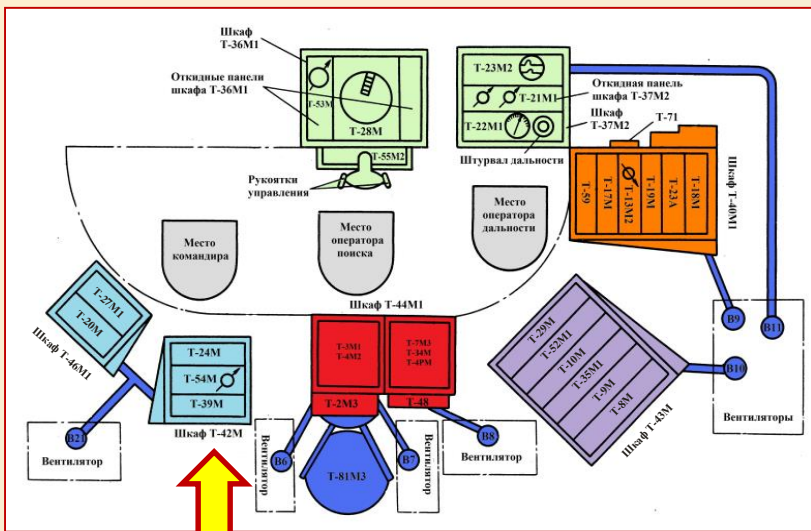 Шкаф
Т-36М1
Откидные панели
шкафа Т-36М1
Т-53М
Т-28М
Т-55М2
Рукоятки
управления
Т-23М2
Т-21М1
Т-22М1
Откидная панель
шкафа Т-37М2
Шкаф
Т-37М2
Штурвал дальности
Т-71
Т-59
Т-17М
Т-13М2
Т-19М
Т-23А
Т-18М
Шкаф Т-40М1
Место
командира
Место
оператора
поиска
Место
оператора
дальности
Т-27М1
Т-20М
Шкаф Т-46М1
Т-24М
Т-54М
Т-39М
Шкаф Т-42М
В21
Вентилятор
Шкаф Т-44М1
Т-3М1
Т-4М2
Т-7М3
Т-34М
Т-4РМ
Т-2М3
Т-48
Т-81М3
В6
Вентилятор
В7
Вентилятор
В8
Вентилятор
Т-29М
Т-52М1
Т-10М
Т-35М1
Т-9М
Т-8М
Шкаф Т-43М
В9
В11
В10
Вентиляторы